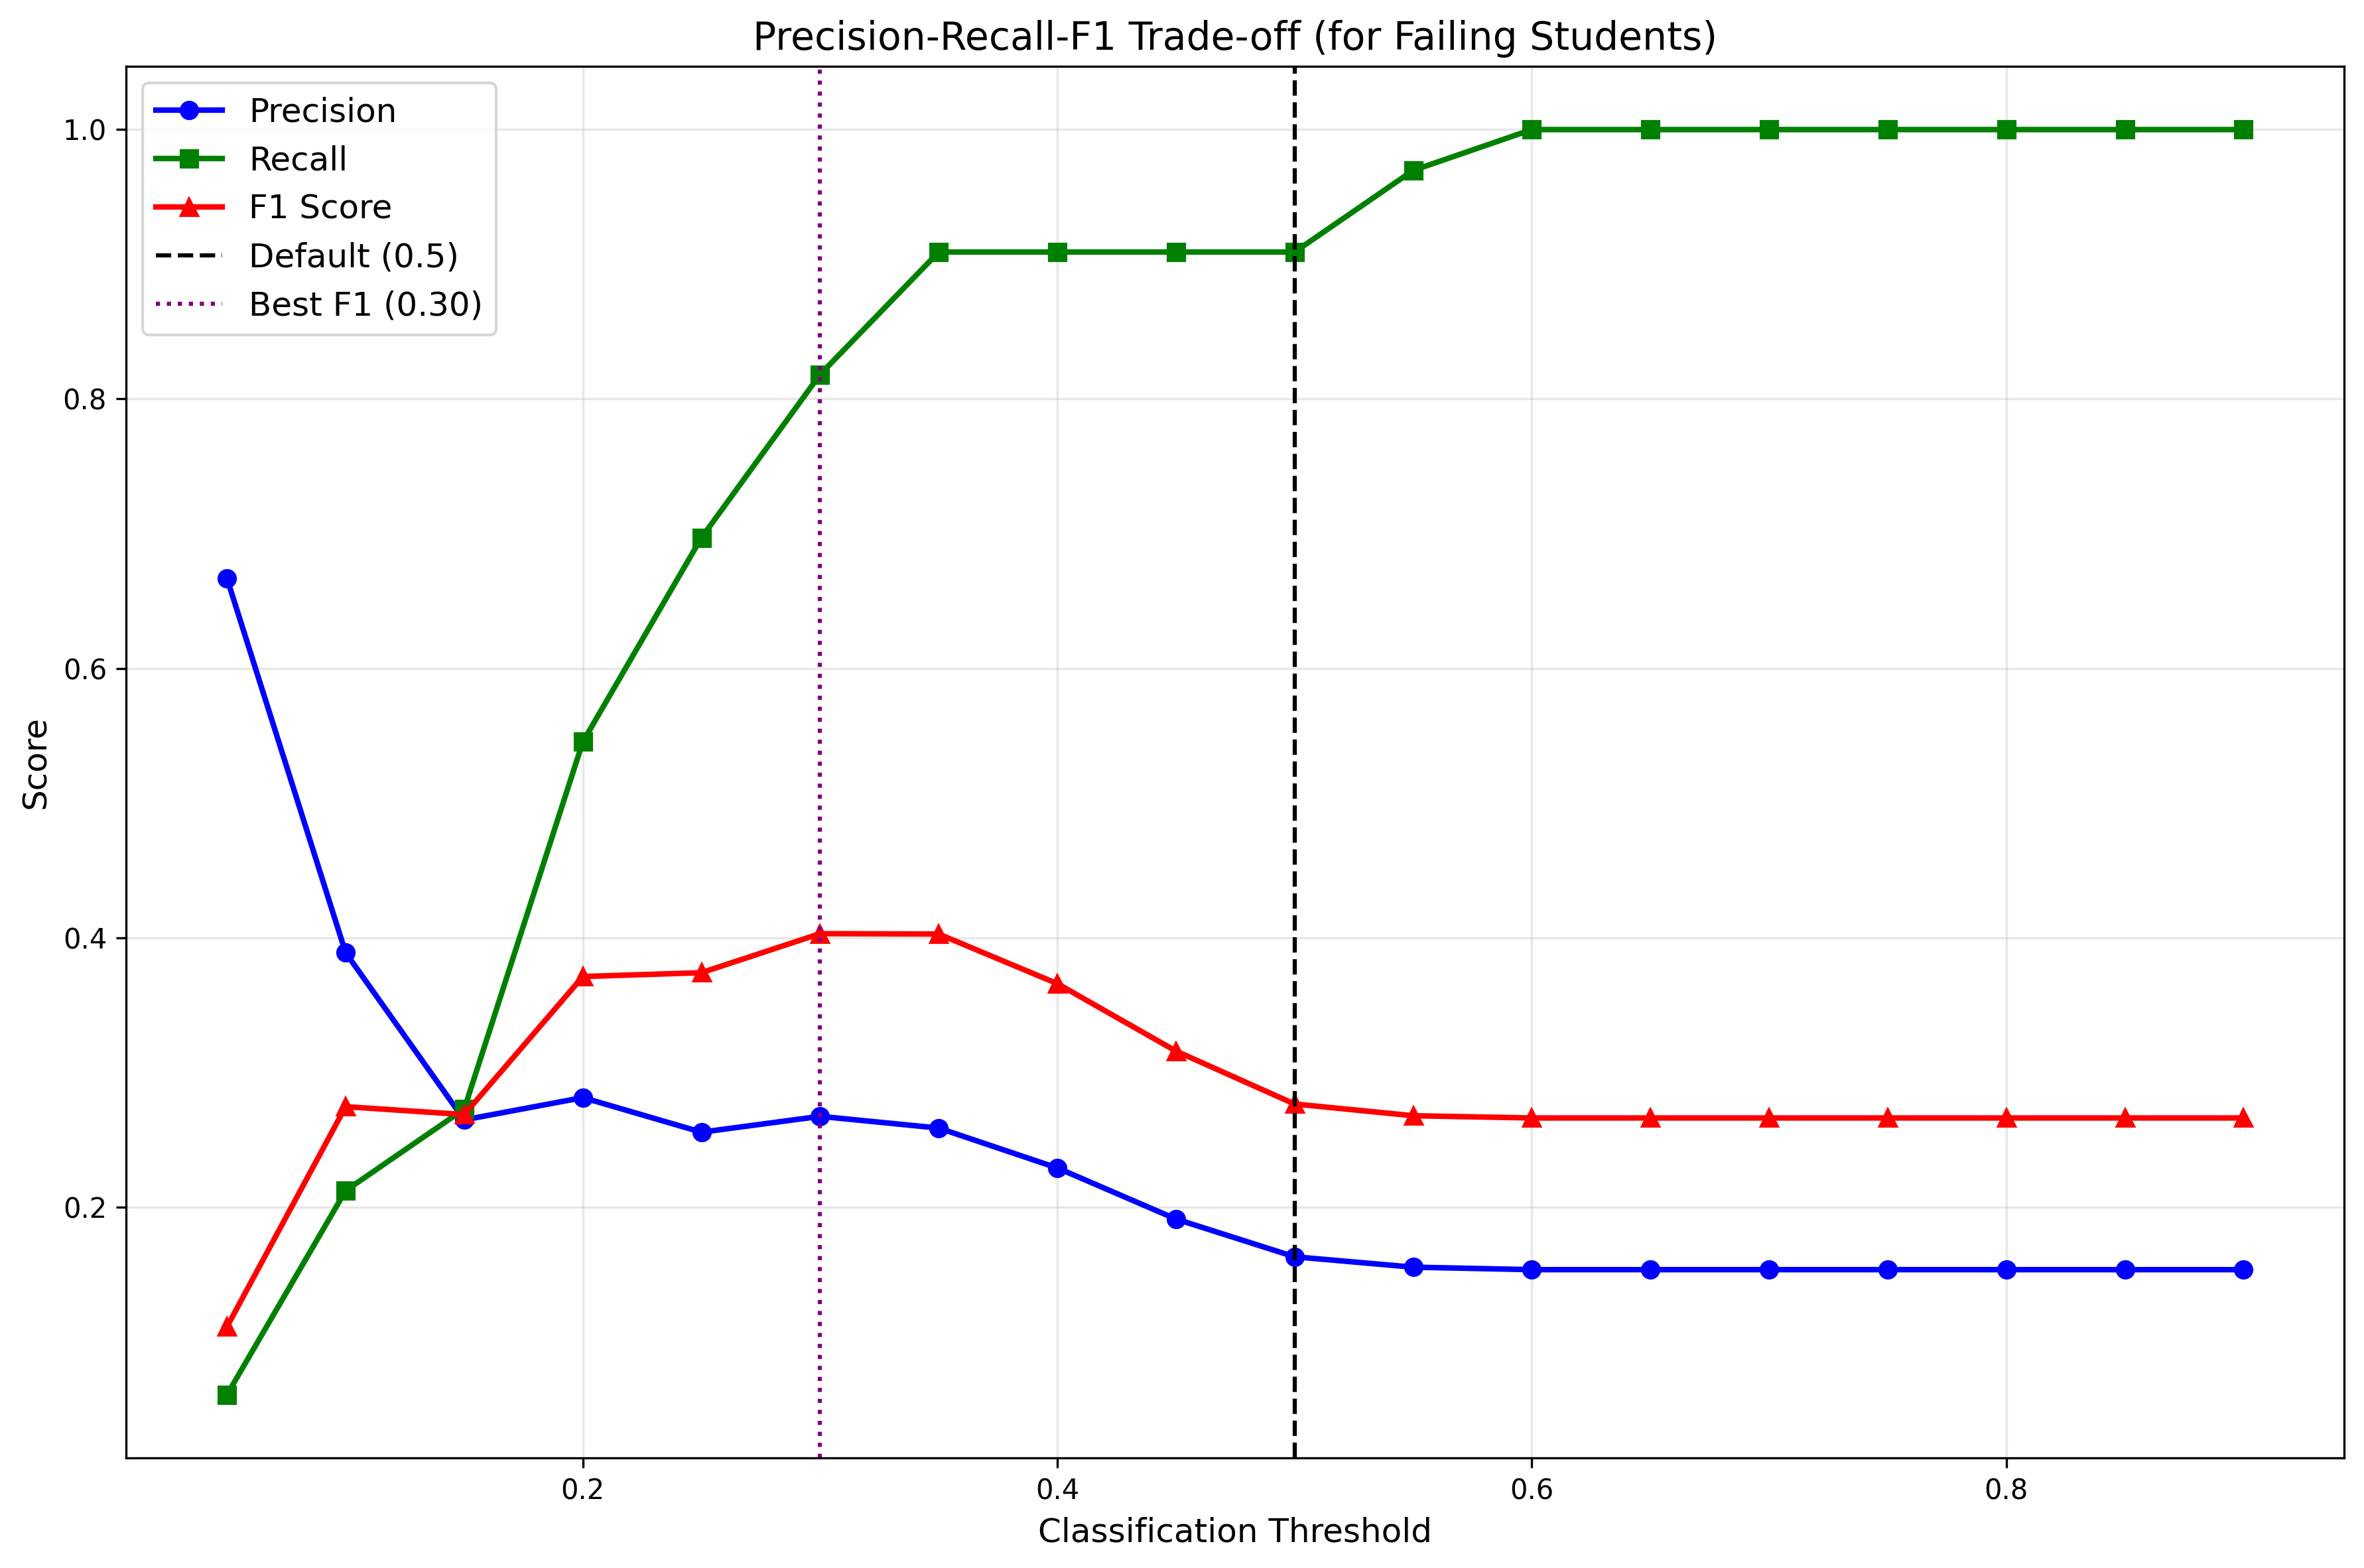 Precision-Recall-F1 Trade-off (for Failing Students)
Precision
Recall
F1 Score
Default (0.5)
Best F1 (0.30)
1.0
0.8
0.6
0.4
0.2
Score
0.2
0.4
0.6
0.8
Classification Threshold